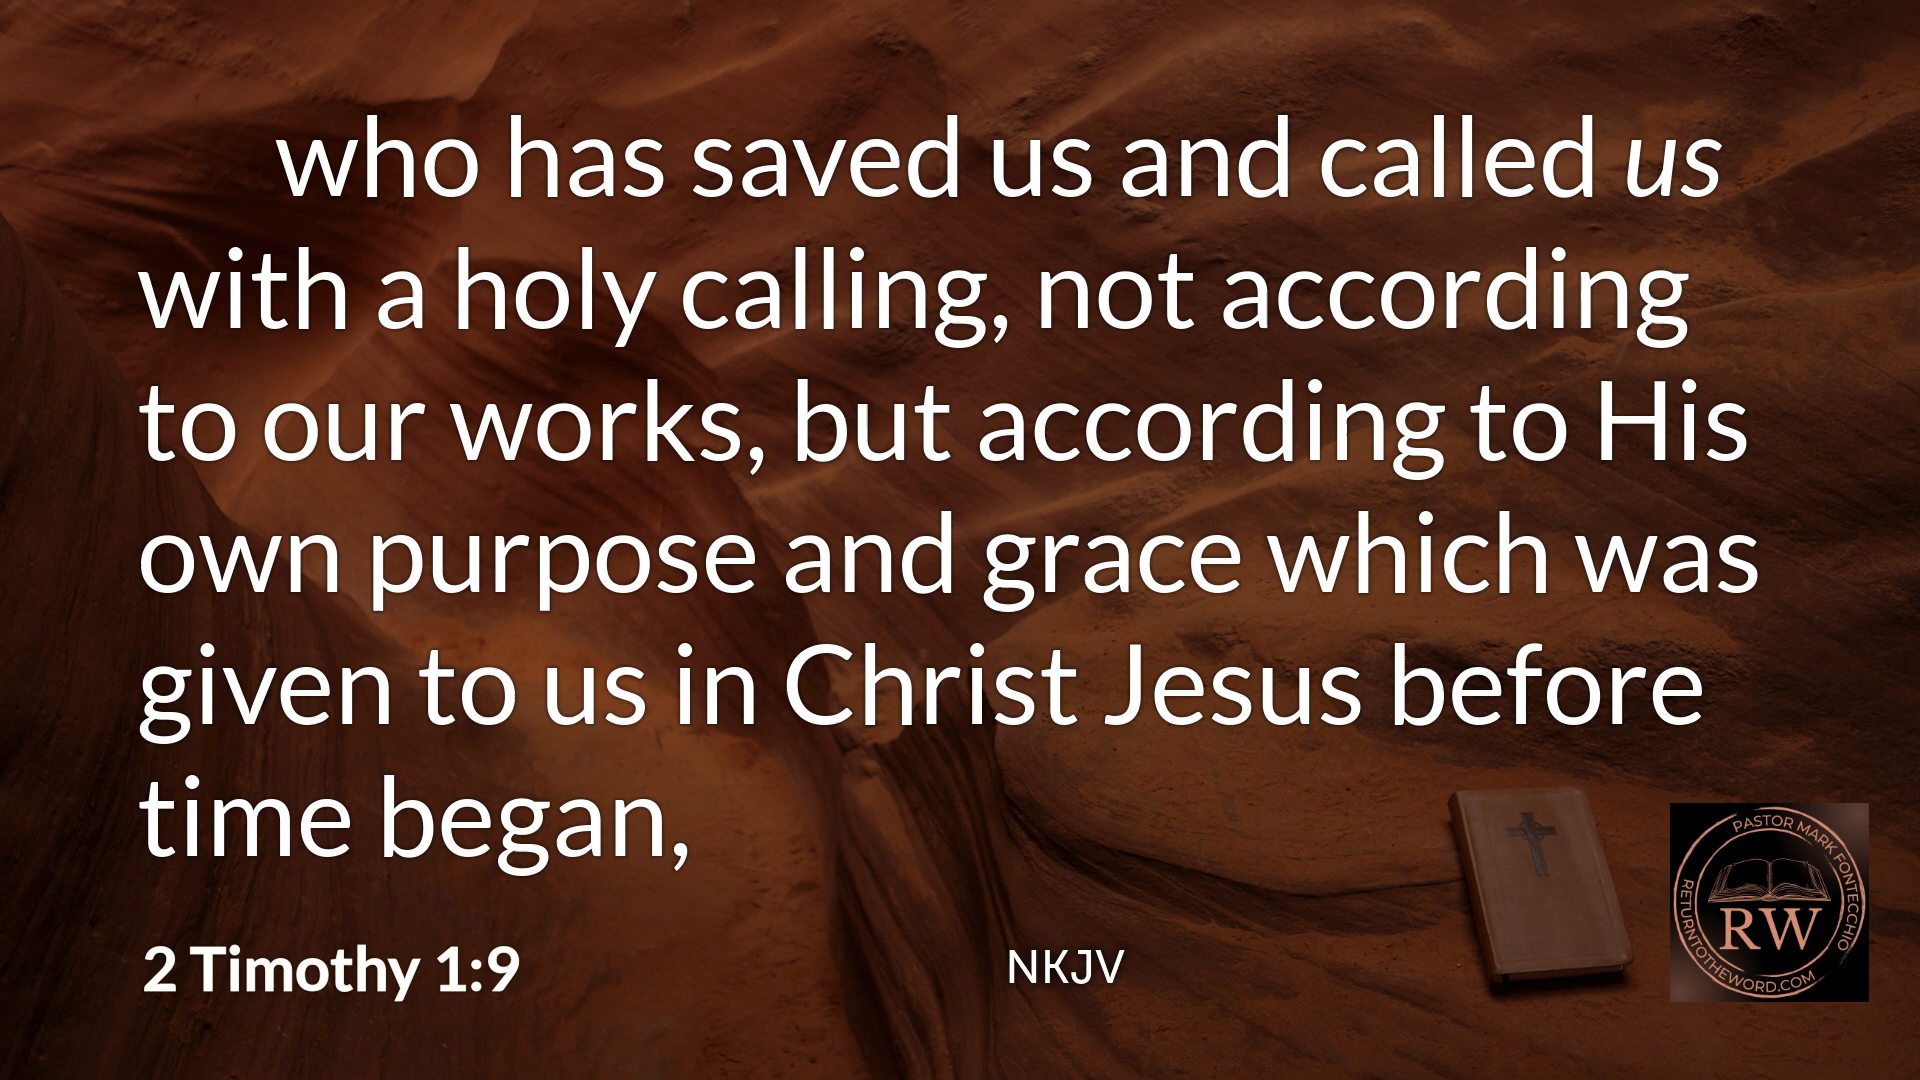 who has saved us and called us
with a holy calling, not according
to our works, but according to His
own purpose and grace which was
given to us in Christ Jesus before
time began,
2 Timothy 1:9
NKJV
PASTOR MARK FONTECCHIO
RW
RETURNTOTHEWORD.COM